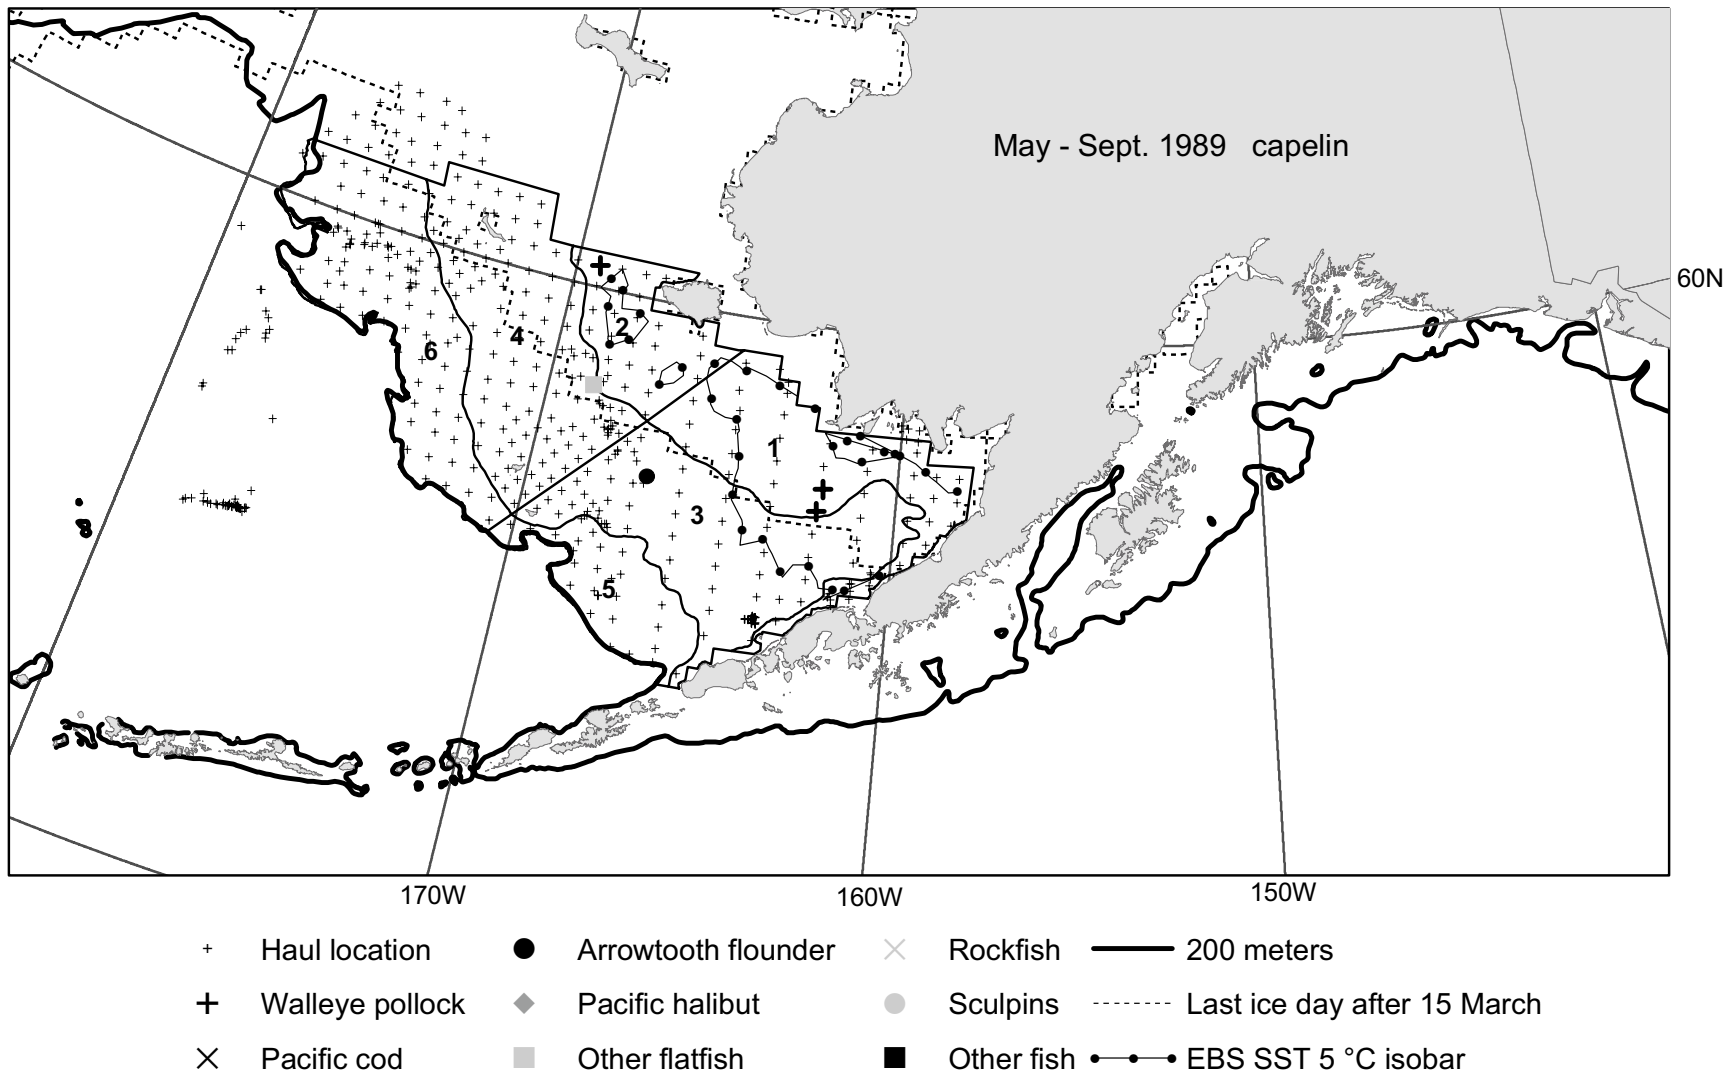 May - Sept. 1989 capelin
60N
2
4
6
1
3
5
170W
160W
150W
Haul location
Arrowtooth flounder
Rockfish
200 meters
Walleye pollock
Pacific halibut
Sculpins
Last ice day after 15 March
Pacific cod
Other flatfish
Other fish
EBS SST 5 °C isobar